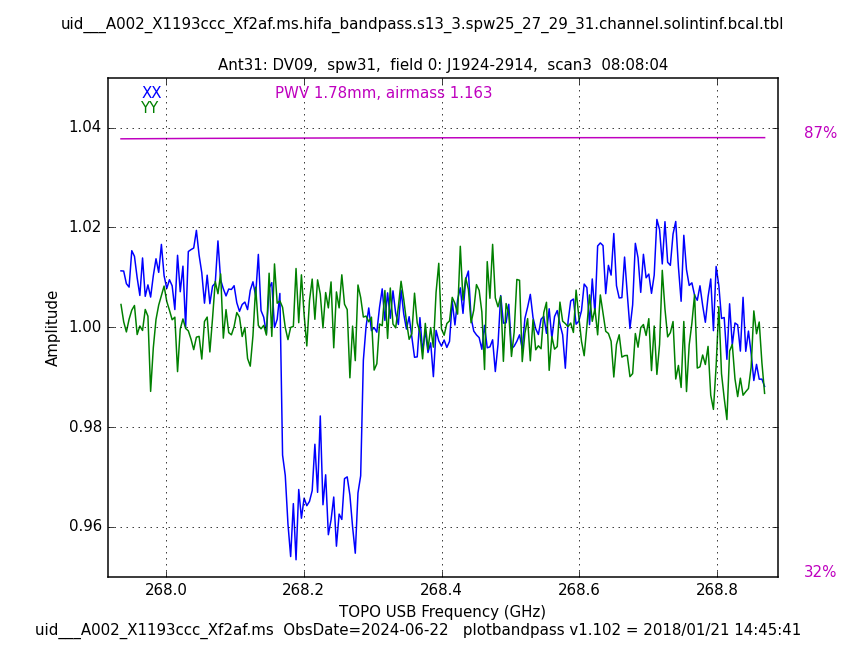 uid___A002_X1193ccc_Xf2af.ms.hifa_bandpass.s13_3.spw25_27_29_31.channel.solintinf.bcal.tbl
Ant31: DV09,  spw31,  field 0: J1924-2914,  scan3  08:08:04
XX
PWV 1.78mm, airmass 1.163
YY
1.04
87%
1.02
1.00
Amplitude
0.98
0.96
32%
268.0
268.2
268.4
268.6
268.8
TOPO USB Frequency (GHz)
uid___A002_X1193ccc_Xf2af.ms  ObsDate=2024-06-22   plotbandpass v1.102 = 2018/01/21 14:45:41